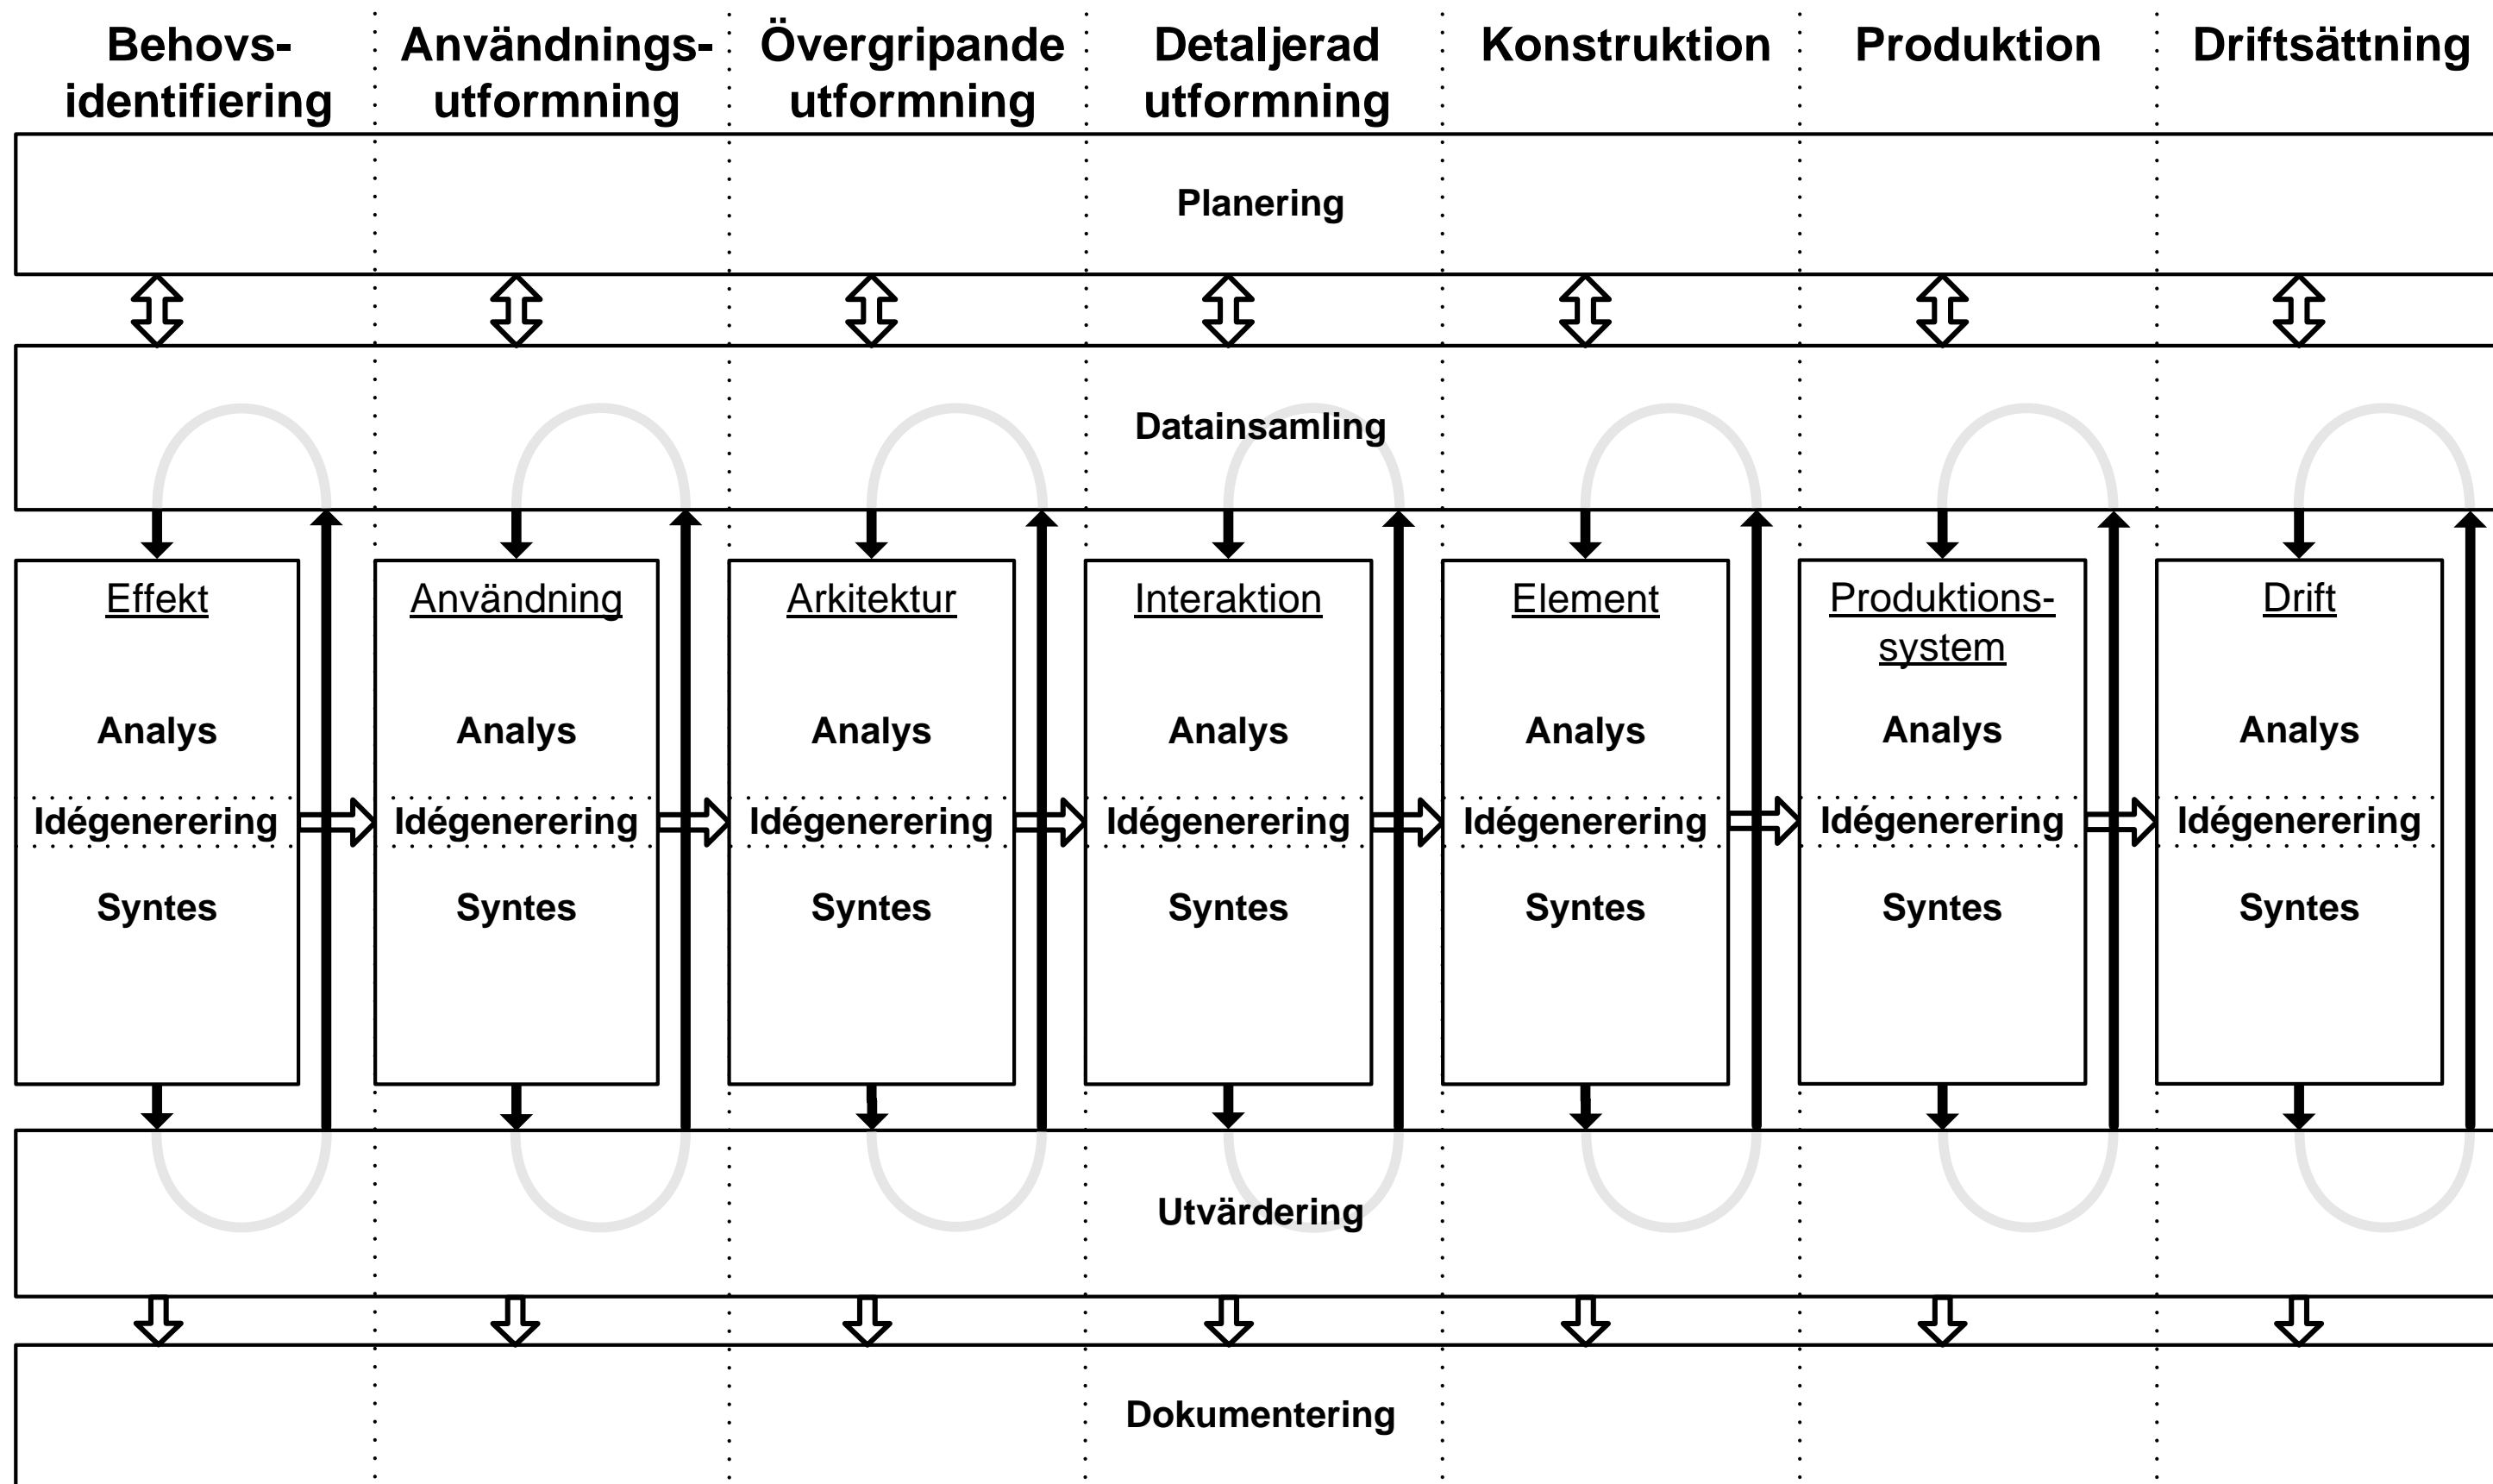 Behovs-
identifiering
Användnings-
utformning
Övergripande
utformning
Detaljerad
utformning
Konstruktion
Produktion
Driftsättning
Planering
Datainsamling
Effekt
Analys
Idégenerering
Syntes
Användning
Analys
Idégenerering
Syntes
Arkitektur
Analys
Idégenerering
Syntes
Interaktion
Analys
Idégenerering
Syntes
Element
Analys
Idégenerering
Syntes
Produktions-
system
Analys
Idégenerering
Syntes
Drift
Analys
Idégenerering
Syntes
Utvärdering
Dokumentering